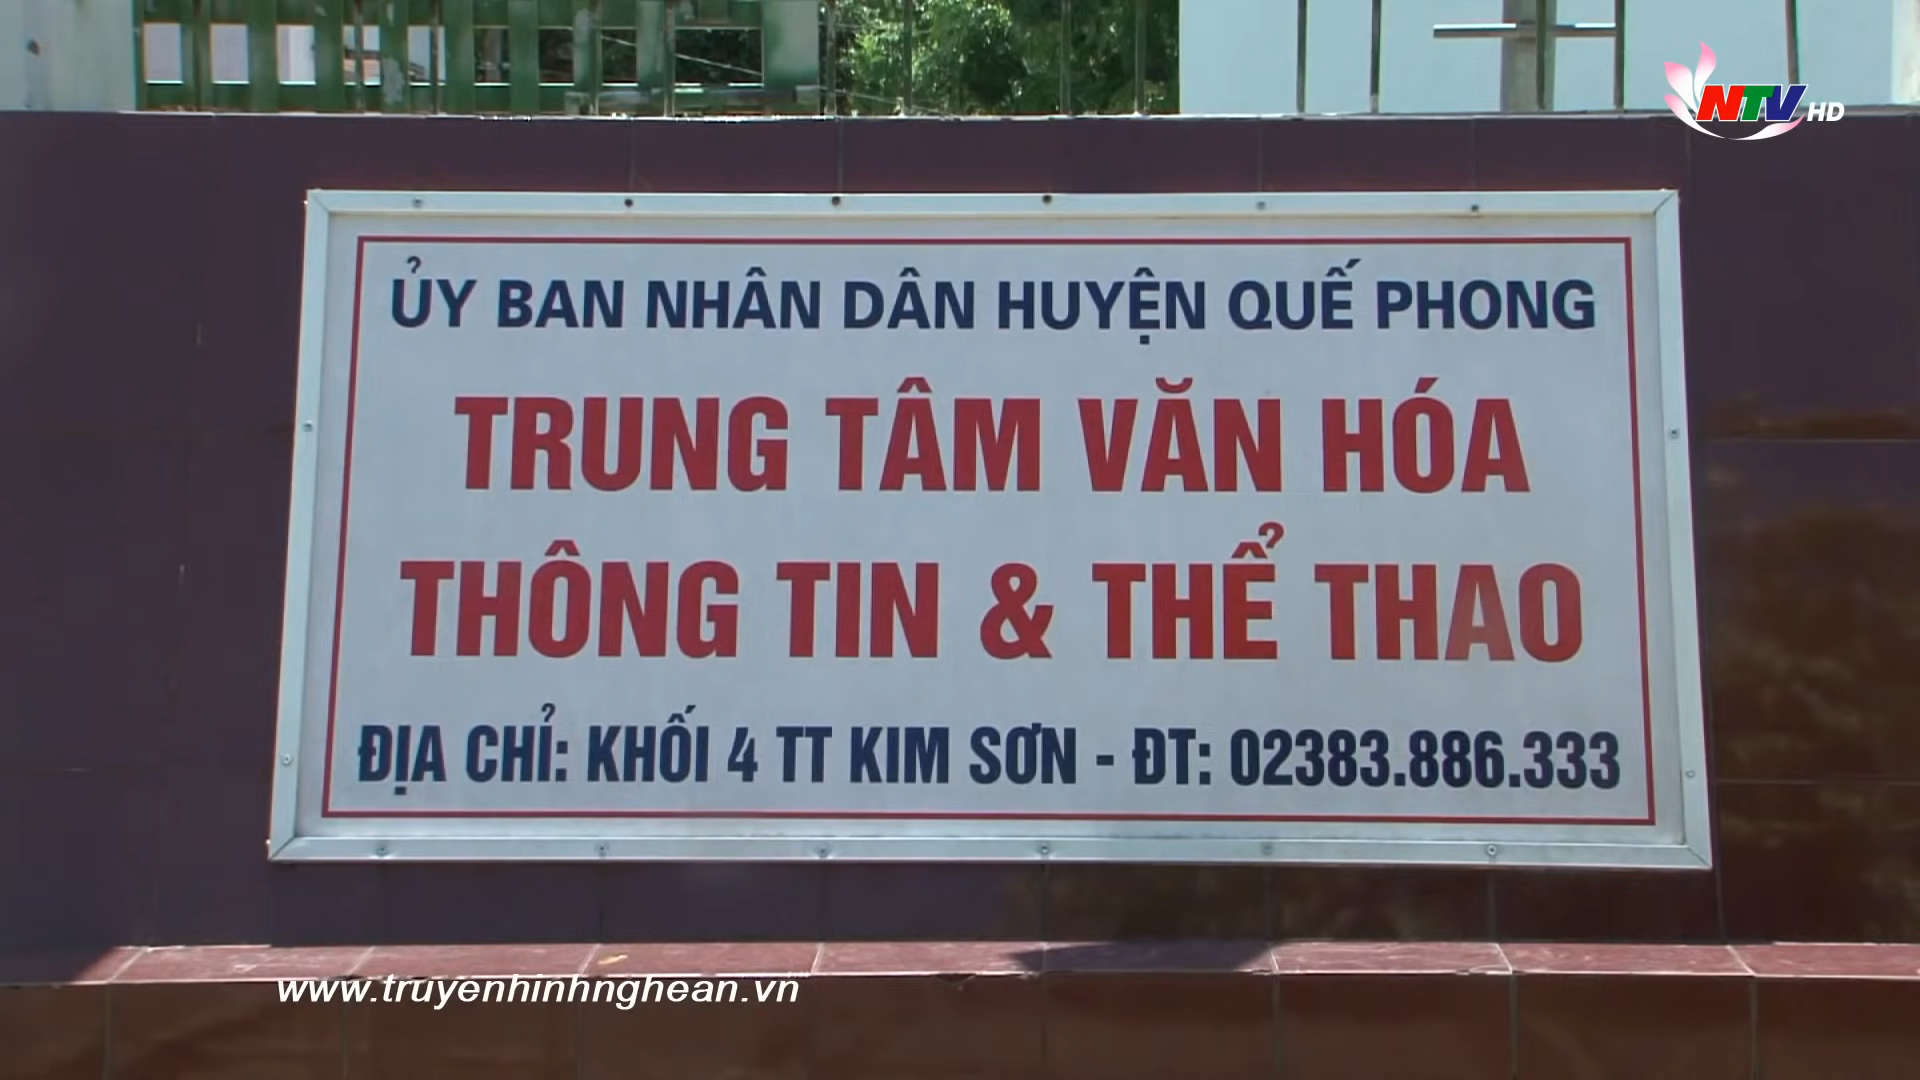 NTV HD
ỦY BAN NHÂN DÂN HUYỆN QUẾ PHONG
TRUNG TÂM VĂN HÓA
THÔNG TIN & THỂ THAO
ĐỊA CHỈ: KHỐI 4 TT KIM SƠN - ĐT: 02383.886.333
www.truyenhinhnghean.vn